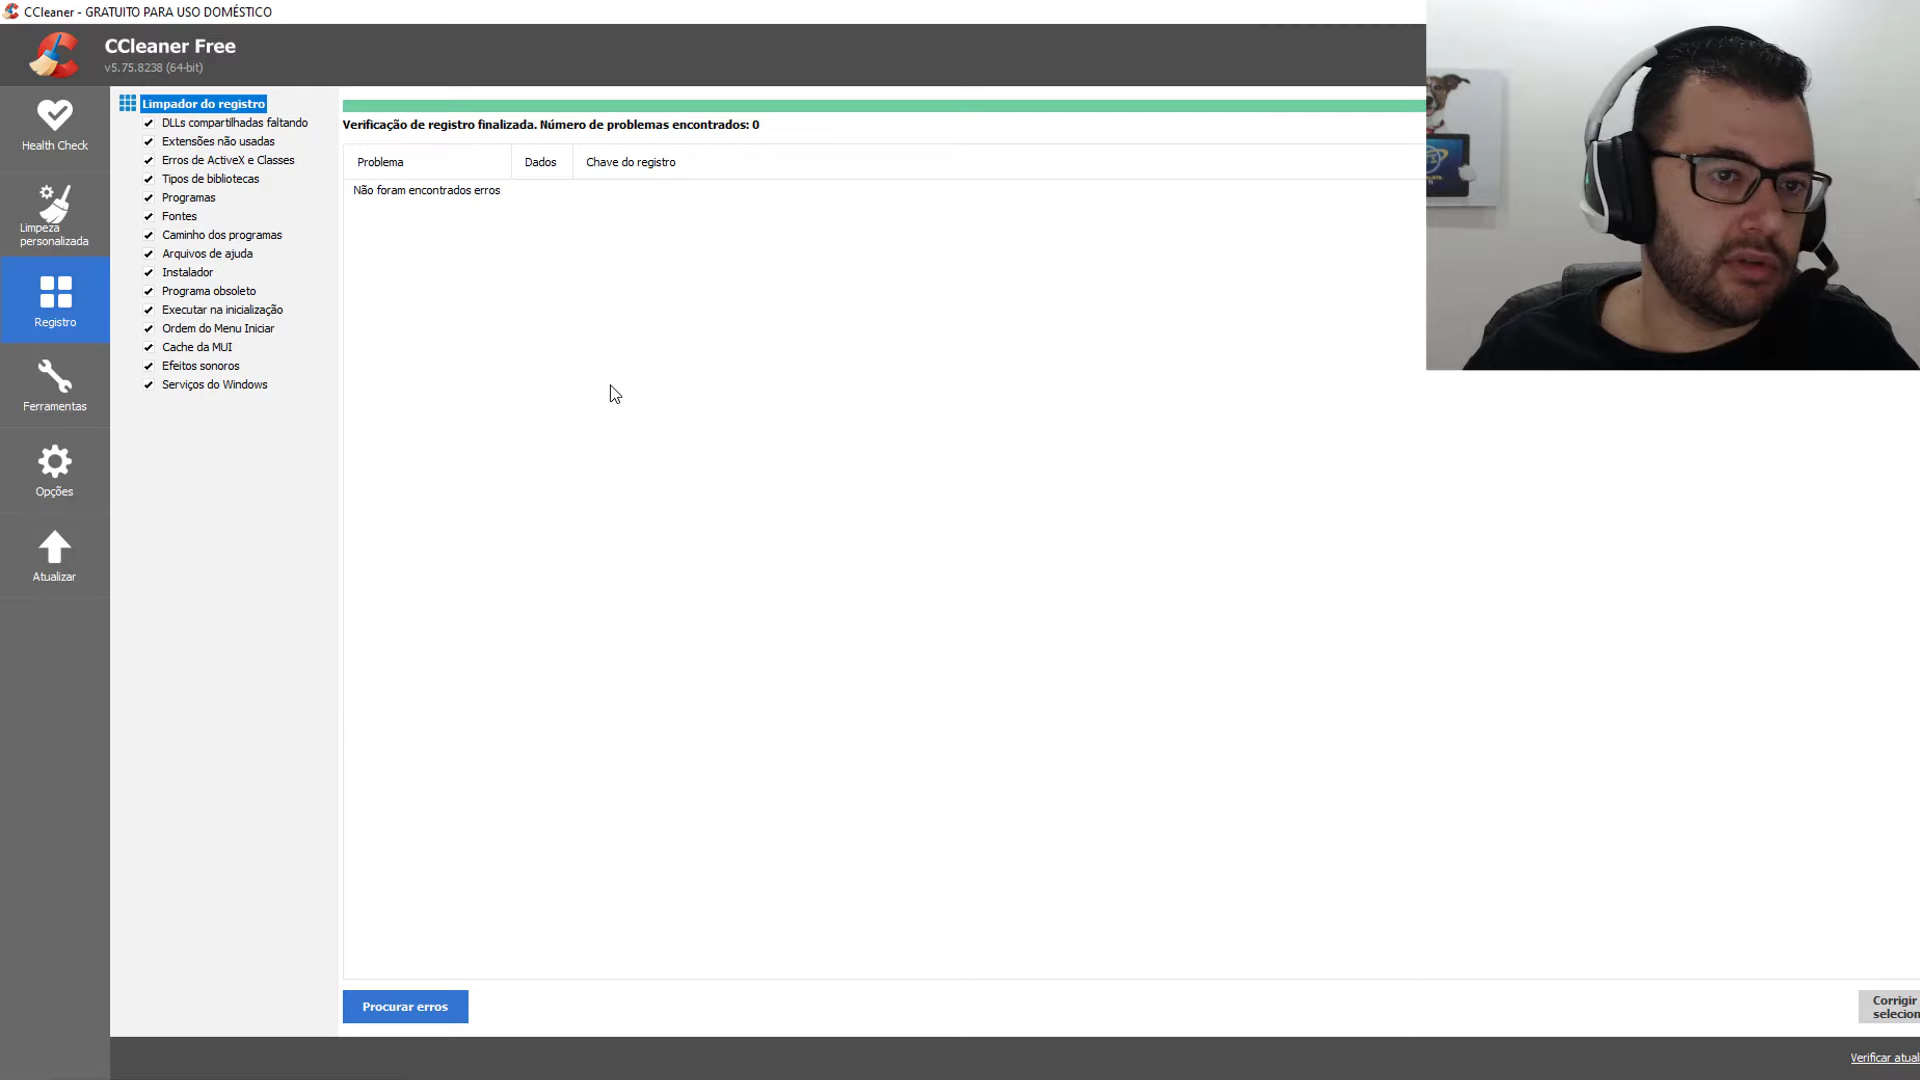 CCleaner - GRATUITO PARA USO DOMÉSTICO
CCleaner Free
v5.75.8238 (64-bit)
Health Check
Limpeza
personalizada
Registro
Ferramentas
Opções
Atualizar
Limpador do registro
DLLs compartilhadas faltando
Extensões não usadas
Erros de ActiveX e Classes
Tipos de bibliotecas
Programas
Fontes
Caminho dos programas
Arquivos de ajuda
Instalador
Programa obsoleto
Executar na inicialização
Ordem do Menu Iniciar
Cache da MUI
Efeitos sonoros
Serviços do Windows
Verificação de registro finalizada. Número de problemas encontrados: 0
Problema Dados Chave do registro
Não foram encontrados erros
Procurar erros
Corrigir
selecion
Verificar atual